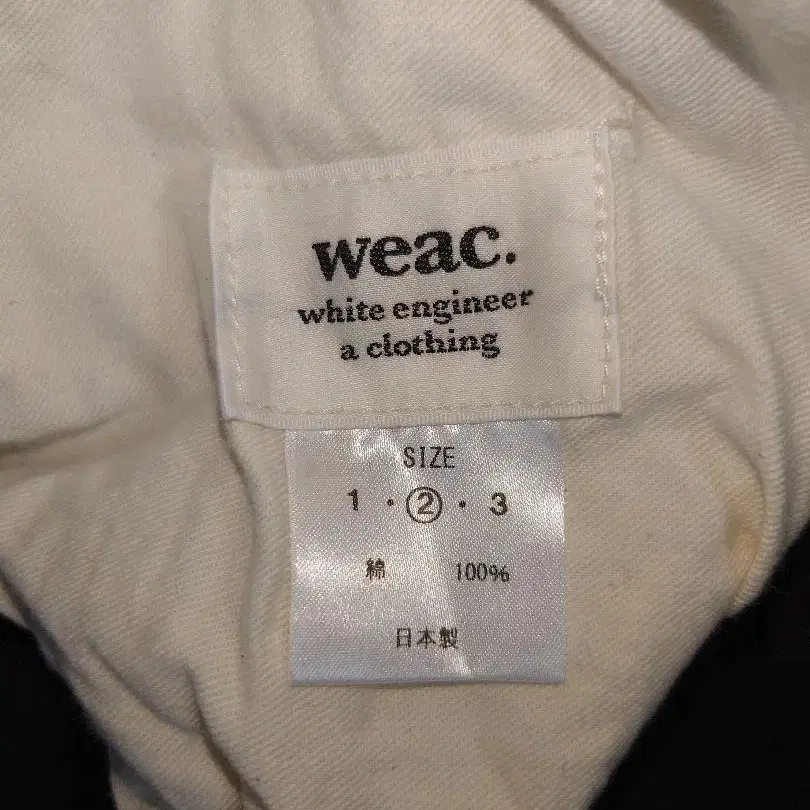 weac.
white engineer
a clothing
SIZE
1 · ② · 3
綿 100%
日本製